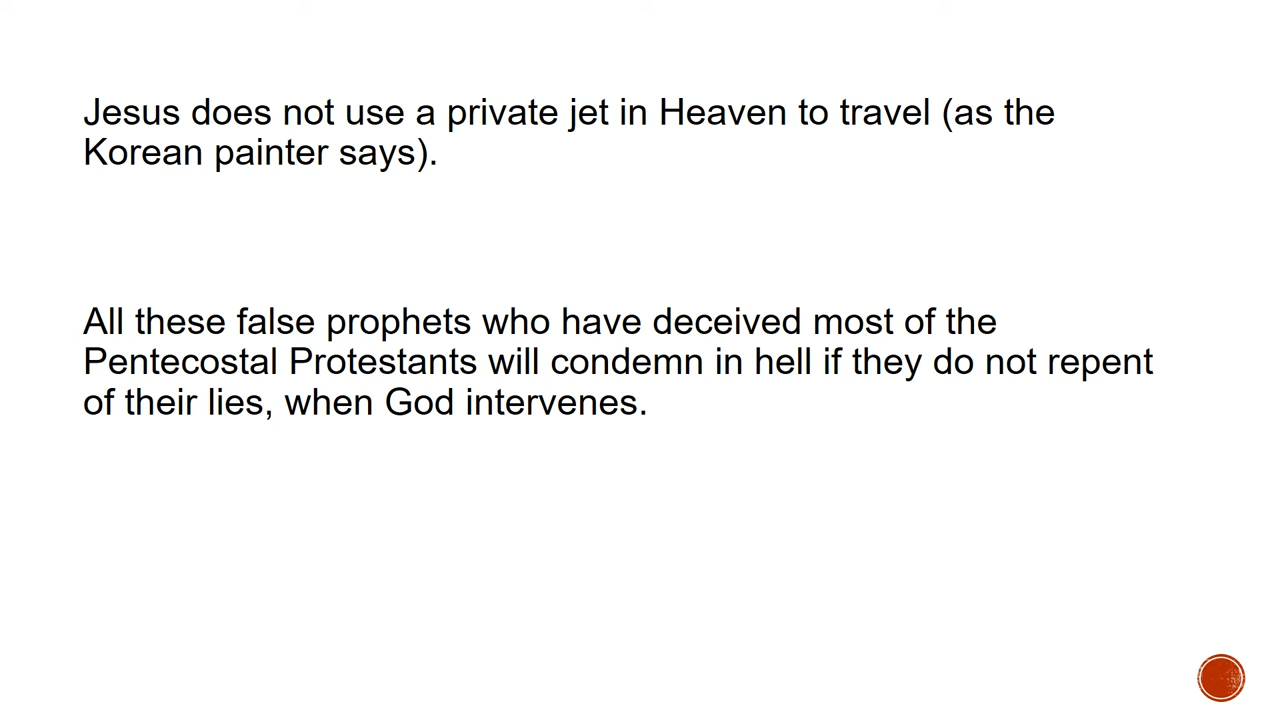 Jesus does not use a private jet in Heaven to travel (as the
Korean painter says).
All these false prophets who have deceived most of the
Pentecostal Protestants will condemn in hell if they do not repent
of their lies, when God intervenes.